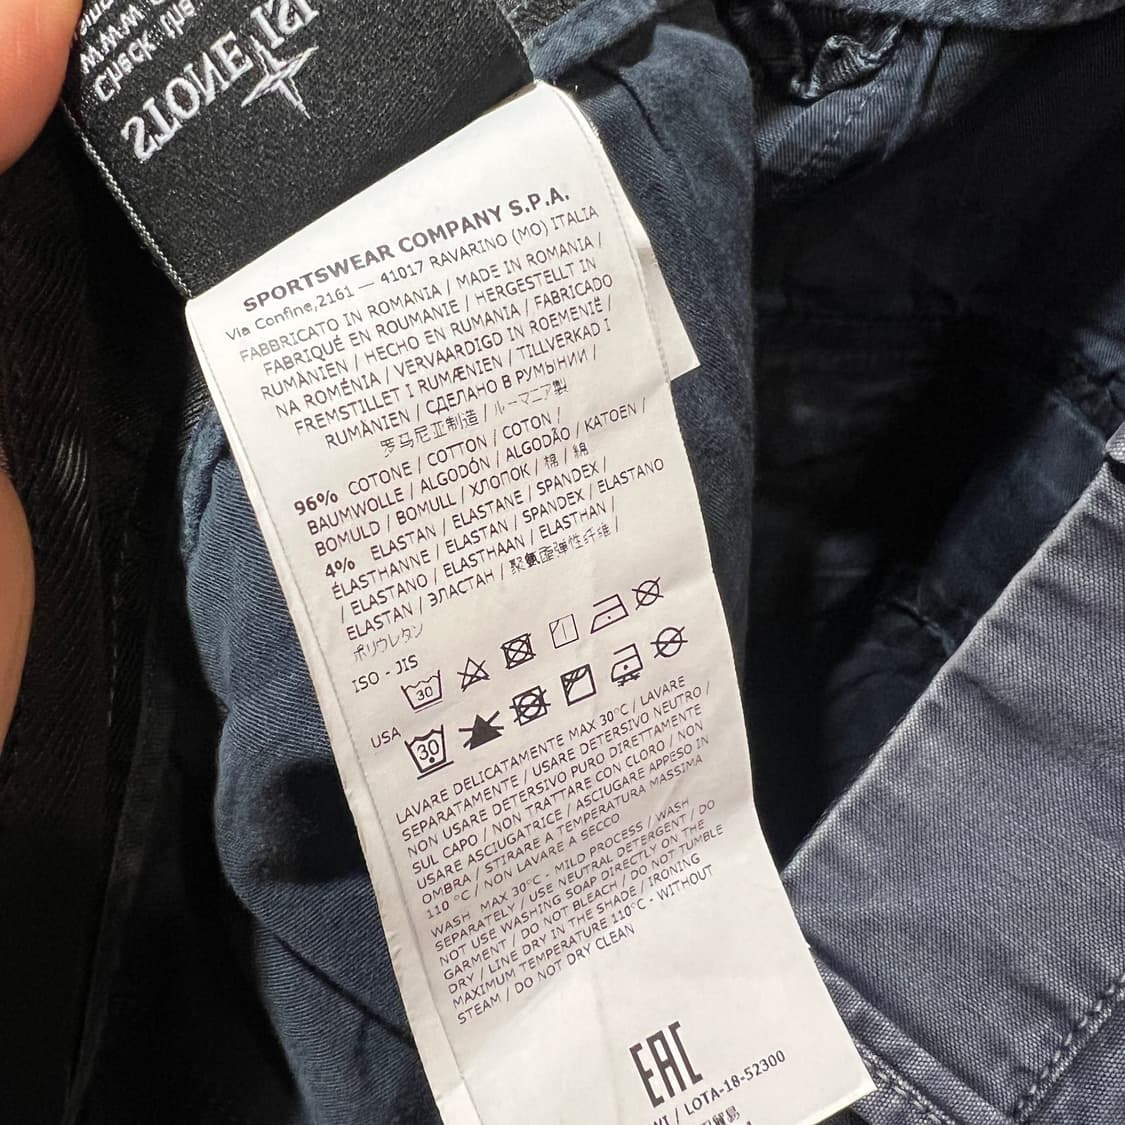 STONE ISL
SPORTSWEAR COMPANY S.P.A.
Via Confine,2161 — 41017 RAVARINO (MO) ITALIA
FABBRICATO IN ROMANIA / MADE IN ROMANIA /
FABRIQUÉ EN ROUMANIE / HERGESTELLT IN
RUMÄNIEN / HECHO EN RUMANIA / FABRICADO
NA ROMÉNIA / VERVAARDIGD IN ROEMENIË /
FREMSTILLET I RUMÆNIEN / TILLVERKAD I
RUMÄNIEN / СДЕЛАНО В РУМЫНИИ /
罗马尼亚制造 / ルーマニア製
96% COTONE / COTTON / COTON /
BAUMWOLLE / ALGODÓN / ALGODÃO / KATOEN /
BOMULD / BOMULL / ХЛОПОК / 棉 / 綿
4% ELASTAN / ELASTANE / SPANDEX /
ÉLASTHANNE / ELASTAN / SPANDEX / ELASTANO
/ ELASTANO / ELASTHAAN / ELASTHAN /
ELASTAN / ЭЛАСТАН / 聚氨酯弹性纤维 /
ポリウレタン
ISO - JIS
30
USA
30
LAVARE DELICATAMENTE MAX 30°C / LAVARE
SEPARATAMENTE / USARE DETERSIVO NEUTRO /
NON USARE DETERSIVO PURO DIRETTAMENTE
SUL CAPO / NON TRATTARE CON CLORO / NON
USARE ASCIUGATRICE / ASCIUGARE APPESO IN
OMBRA / STIRARE A TEMPERATURA MASSIMA
110 °C / NON LAVARE A SECCO
WASH MAX 30°C - MILD PROCESS / WASH
SEPARATELY / USE NEUTRAL DETERGENT / DO
NOT USE WASHING SOAP DIRECTLY ON THE
GARMENT / DO NOT BLEACH / DO NOT TUMBLE
DRY / LINE DRY IN THE SHADE / IRONING
MAXIMUM TEMPERATURE 110°C - WITHOUT
STEAM / DO NOT DRY CLEAN
EAC
/ LOTA-18-52300